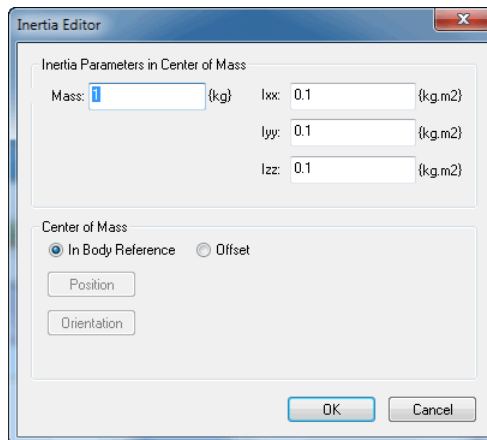 Inertia Editor
x
Inertia Parameters in Center of Mass
Mass: 1 {kg} Ixx: 0.1 {kg.m2}
Iyy: 0.1 {kg.m2}
Izz: 0.1 {kg.m2}
Center of Mass
In Body Reference Offset
Position
Orientation
OK Cancel